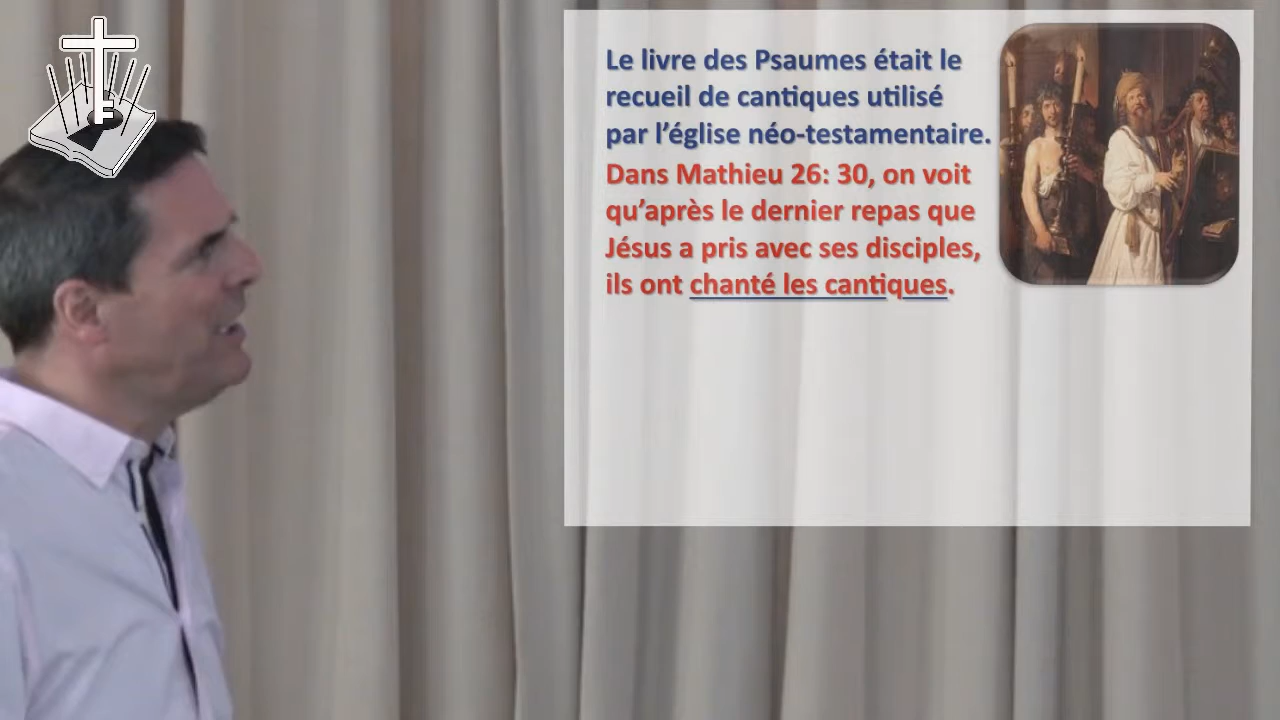 Le livre des Psaumes était le
recueil de cantiques utilisé
par l'église néo-testamentaire.
Dans Mathieu 26: 30, on voit
qu'après le dernier repas que
Jésus a pris avec ses disciples,
ils ont chanté les cantiques.